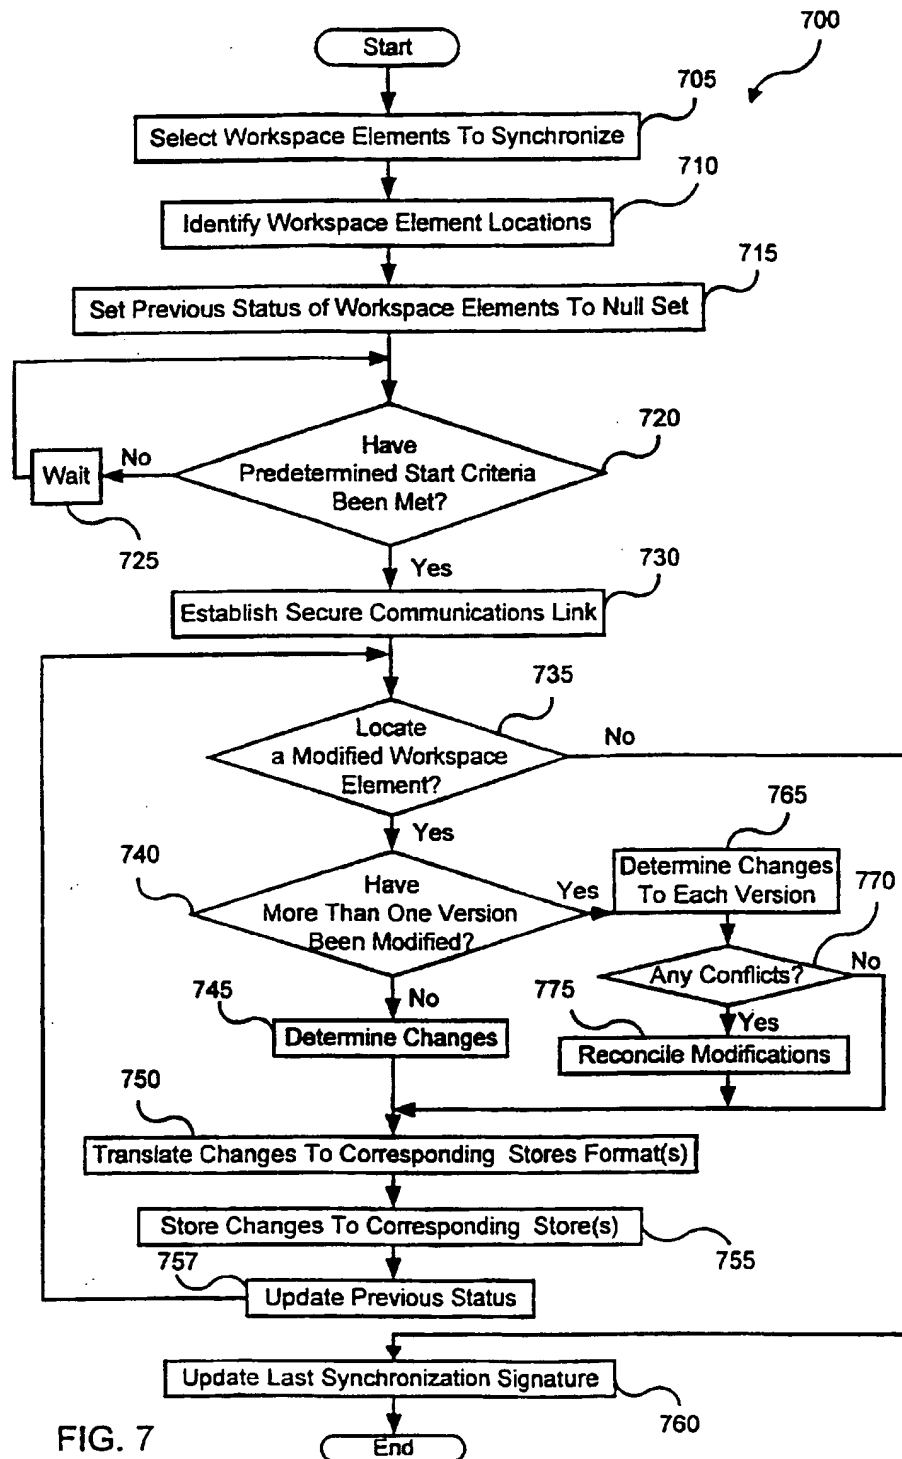 700
Start
705
Select Workspace Elements To Synchronize
710
Identify Workspace Element Locations
715
Set Previous Status of Workspace Elements To Null Set
720
Have
Predetermined Start Criteria
Been Met?
No
Wait
725
Yes
730
Establish Secure Communications Link
735
Locate
a Modified Workspace
Element?
No
Yes
765
740
Have
More Than One Version
Been Modified?
Yes
Determine Changes
To Each Version
770
Any Conflicts?
No
745
No
Determine Changes
775
Yes
Reconcile Modifications
750
Translate Changes To Corresponding Stores Format(s)
Store Changes To Corresponding Store(s)
755
757
Update Previous Status
Update Last Synchronization Signature
760
End
FIG. 7